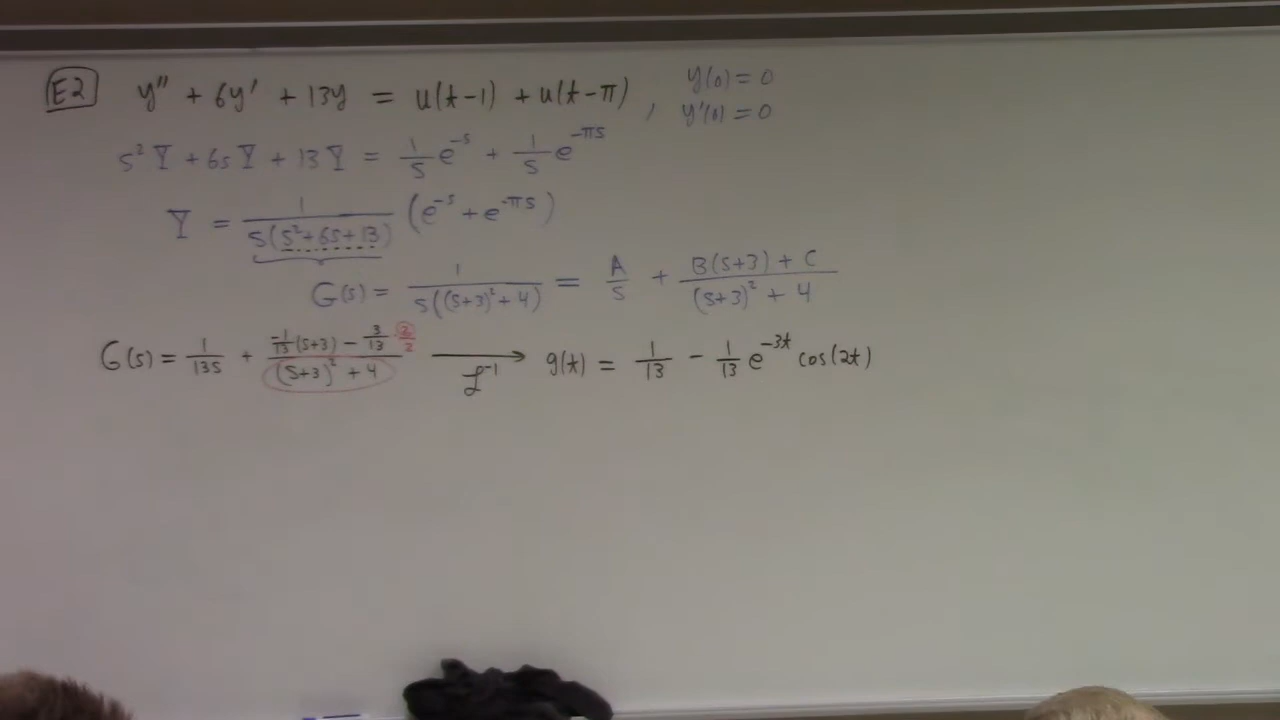 E2 y'' + 6y' + 13y = u(t-1) + u(t-π) , y(0) = 0
y'(0) = 0
s²Y + 6sY + 13Y = 1/s e^{-s} + 1/s e^{-πs}
Y = 1/(s(s²+6s+13)) (e^{-s} + e^{-πs})
G(s) = 1/(s((s+3)²+4)) = A/s + (B(s+3) + C)/((s+3)² + 4)
G(s) = 1/(13s) + (-1/13 (s+3) - 3/13 · 2/2)/((s+3)² + 4) ⟶ ℒ⁻¹ g(t) = 1/13 - 1/13 e^{-3t} cos(2t)